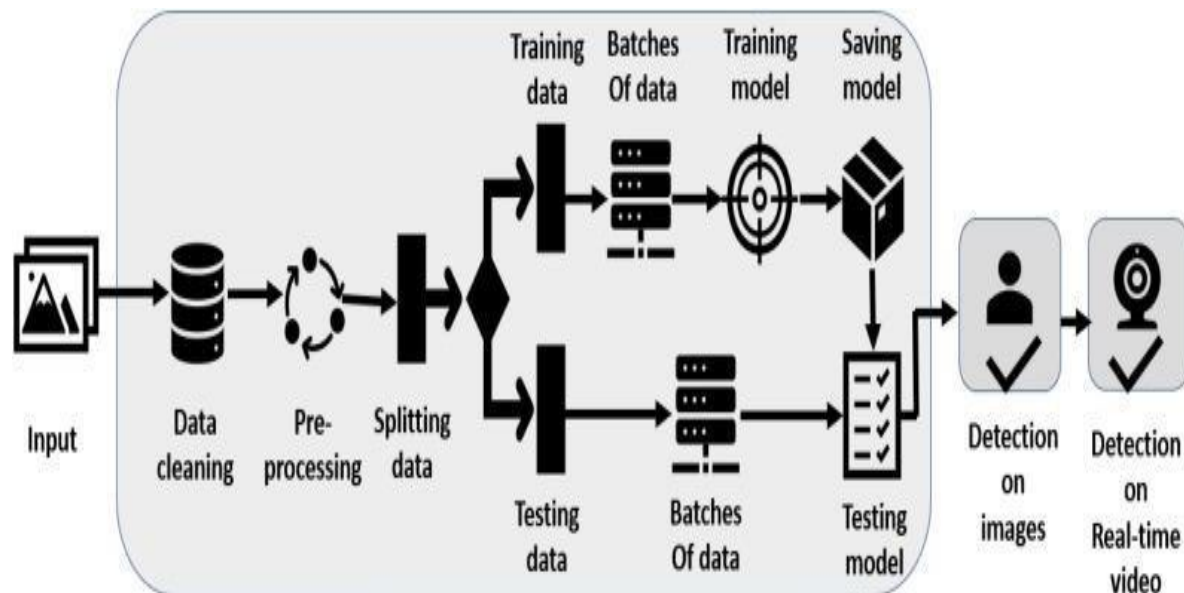 Training
data
Batches
Of data
Training
model
Saving
model
Input
Data
cleaning
Pre-
processing
Splitting
data
Testing
data
Batches
Of data
Testing
model
Detection
on
images
Detection
on
Real-time
video